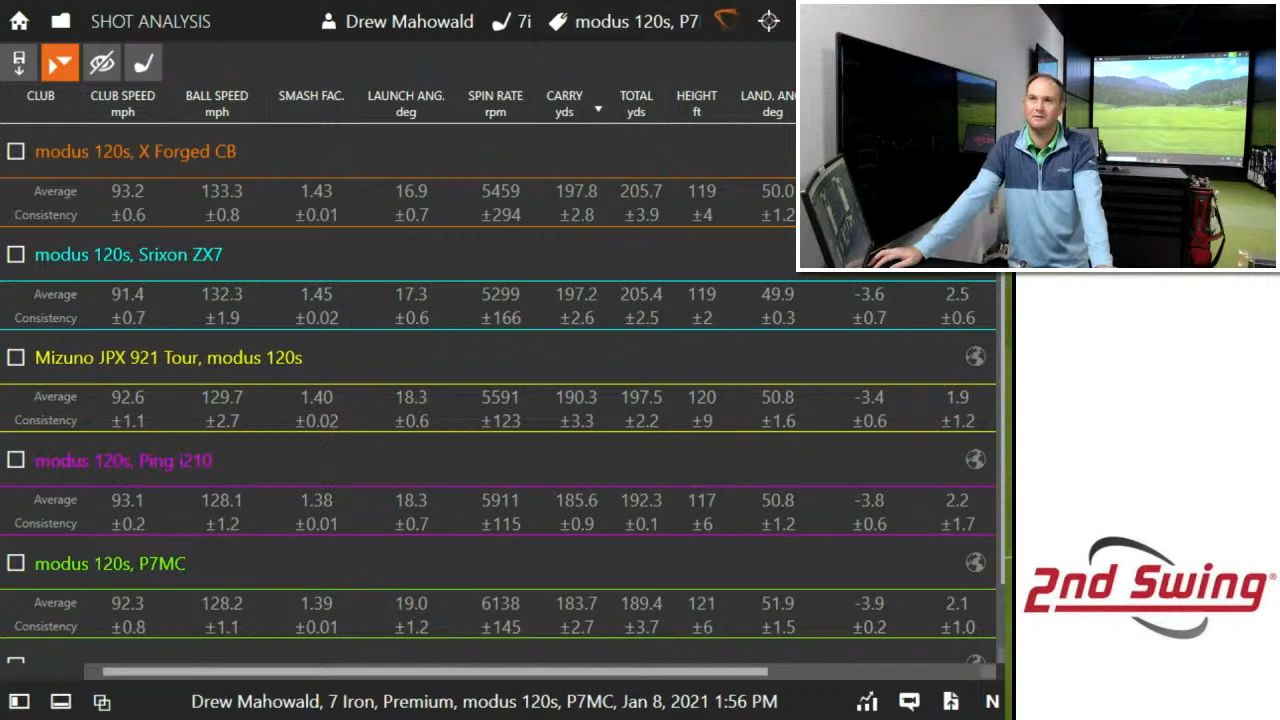 SHOT ANALYSIS Drew Mahowald 7i modus 120s, P7
CLUB CLUB SPEED BALL SPEED SMASH FAC. LAUNCH ANG. SPIN RATE CARRY TOTAL HEIGHT LAND. AN
mph mph deg rpm yds yds ft deg
modus 120s, X Forged CB
Average 93.2 133.3 1.43 16.9 5459 197.8 205.7 119 50.0
Consistency ±0.6 ±0.8 ±0.01 ±0.7 ±294 ±2.8 ±3.9 ±4 ±1.2
modus 120s, Srixon ZX7
Average 91.4 132.3 1.45 17.3 5299 197.2 205.4 119 49.9 -3.6 2.5
Consistency ±0.7 ±1.9 ±0.02 ±0.6 ±166 ±2.6 ±2.5 ±2 ±0.3 ±0.7 ±0.6
Mizuno JPX 921 Tour, modus 120s
Average 92.6 129.7 1.40 18.3 5591 190.3 197.5 120 50.8 -3.4 1.9
Consistency ±1.1 ±2.7 ±0.02 ±0.6 ±123 ±3.3 ±2.2 ±9 ±1.6 ±0.6 ±1.2
modus 120s, Ping i210
Average 93.1 128.1 1.38 18.3 5911 185.6 192.3 117 50.8 -3.8 2.2
Consistency ±0.2 ±1.2 ±0.01 ±0.7 ±115 ±0.9 ±0.1 ±6 ±1.2 ±0.6 ±1.7
modus 120s, P7MC
Average 92.3 128.2 1.39 19.0 6138 183.7 189.4 121 51.9 -3.9 2.1
Consistency ±0.8 ±1.1 ±0.01 ±1.2 ±145 ±2.7 ±3.7 ±6 ±1.5 ±0.2 ±1.0
Drew Mahowald, 7 Iron, Premium, modus 120s, P7MC, Jan 8, 2021 1:56 PM N
2nd Swing®